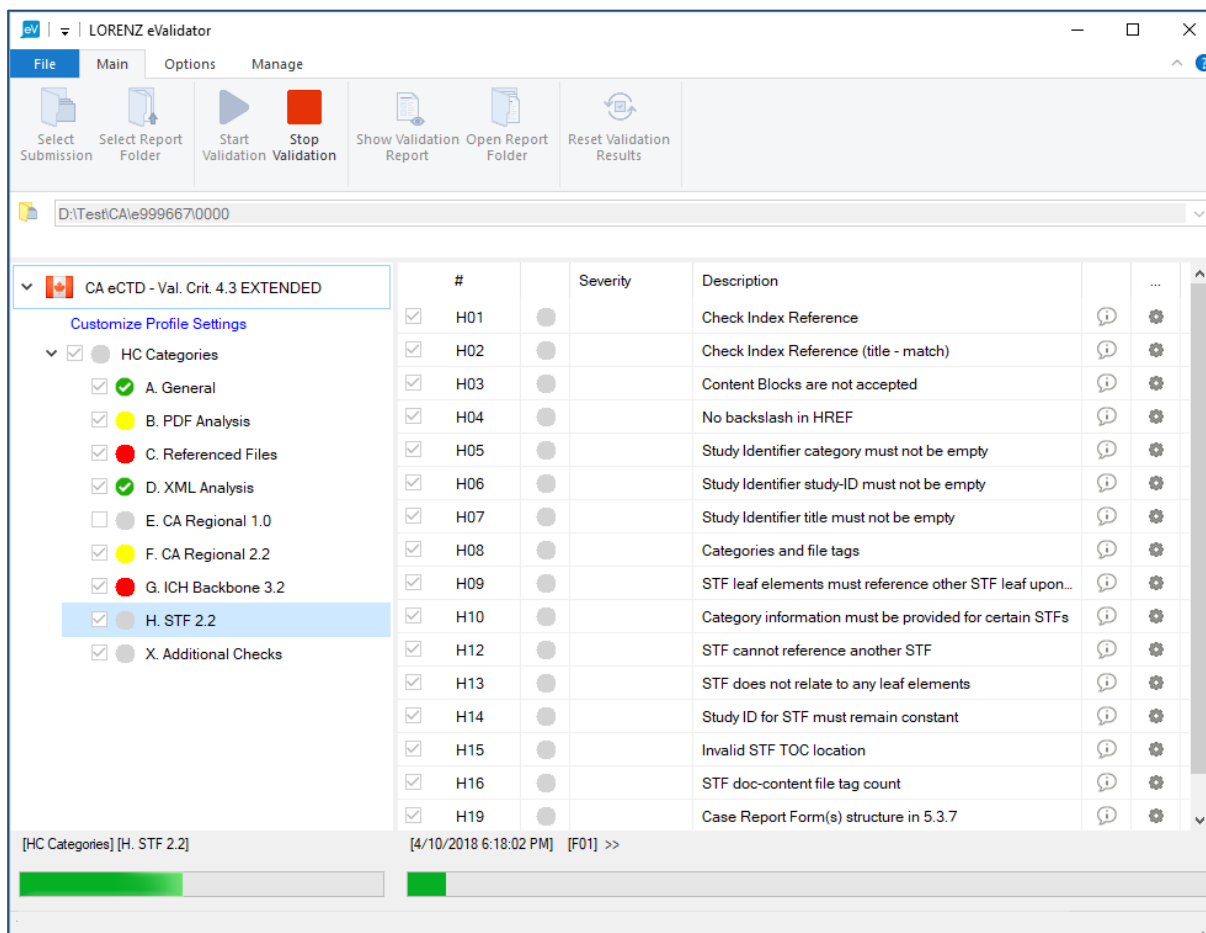 eV LORENZ eValidator
File Main Options Manage
Select Submission
Select Report Folder
Start Validation
Stop Validation
Show Validation Report
Open Report Folder
Reset Validation Results
D:\Test\CA\e999667\0000
CA eCTD - Val. Crit. 4.3 EXTENDED
Customize Profile Settings
HC Categories
A. General
B. PDF Analysis
C. Referenced Files
D. XML Analysis
E. CA Regional 1.0
F. CA Regional 2.2
G. ICH Backbone 3.2
H. STF 2.2
X. Additional Checks
# Severity Description ...
H01 Check Index Reference
H02 Check Index Reference (title - match)
H03 Content Blocks are not accepted
H04 No backslash in HREF
H05 Study Identifier category must not be empty
H06 Study Identifier study-ID must not be empty
H07 Study Identifier title must not be empty
H08 Categories and file tags
H09 STF leaf elements must reference other STF leaf upon...
H10 Category information must be provided for certain STFs
H12 STF cannot reference another STF
H13 STF does not relate to any leaf elements
H14 Study ID for STF must remain constant
H15 Invalid STF TOC location
H16 STF doc-content file tag count
H19 Case Report Form(s) structure in 5.3.7
[HC Categories] [H. STF 2.2] [4/10/2018 6:18:02 PM] [F01] >>